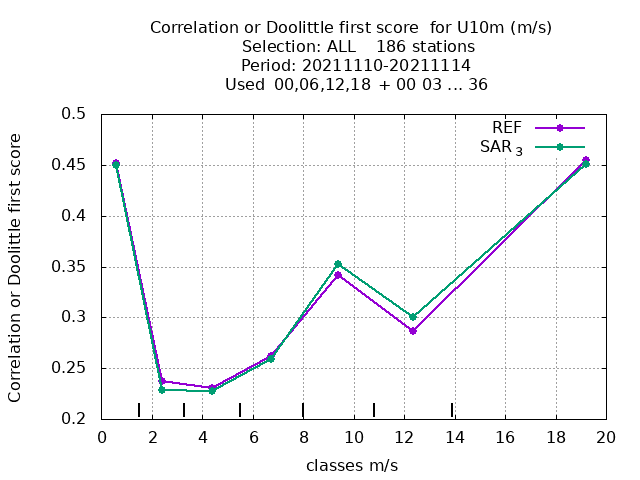 Correlation or Doolittle first score  for U10m (m/s)
Selection: ALL    186 stations
Period: 20211110-20211114
Used  00,06,12,18  + 00 03 ... 36
REF
SAR 3
Correlation or Doolittle first score
0.5
0.45
0.4
0.35
0.3
0.25
0.2
0 2 4 6 8 10 12 14 16 18 20
classes m/s